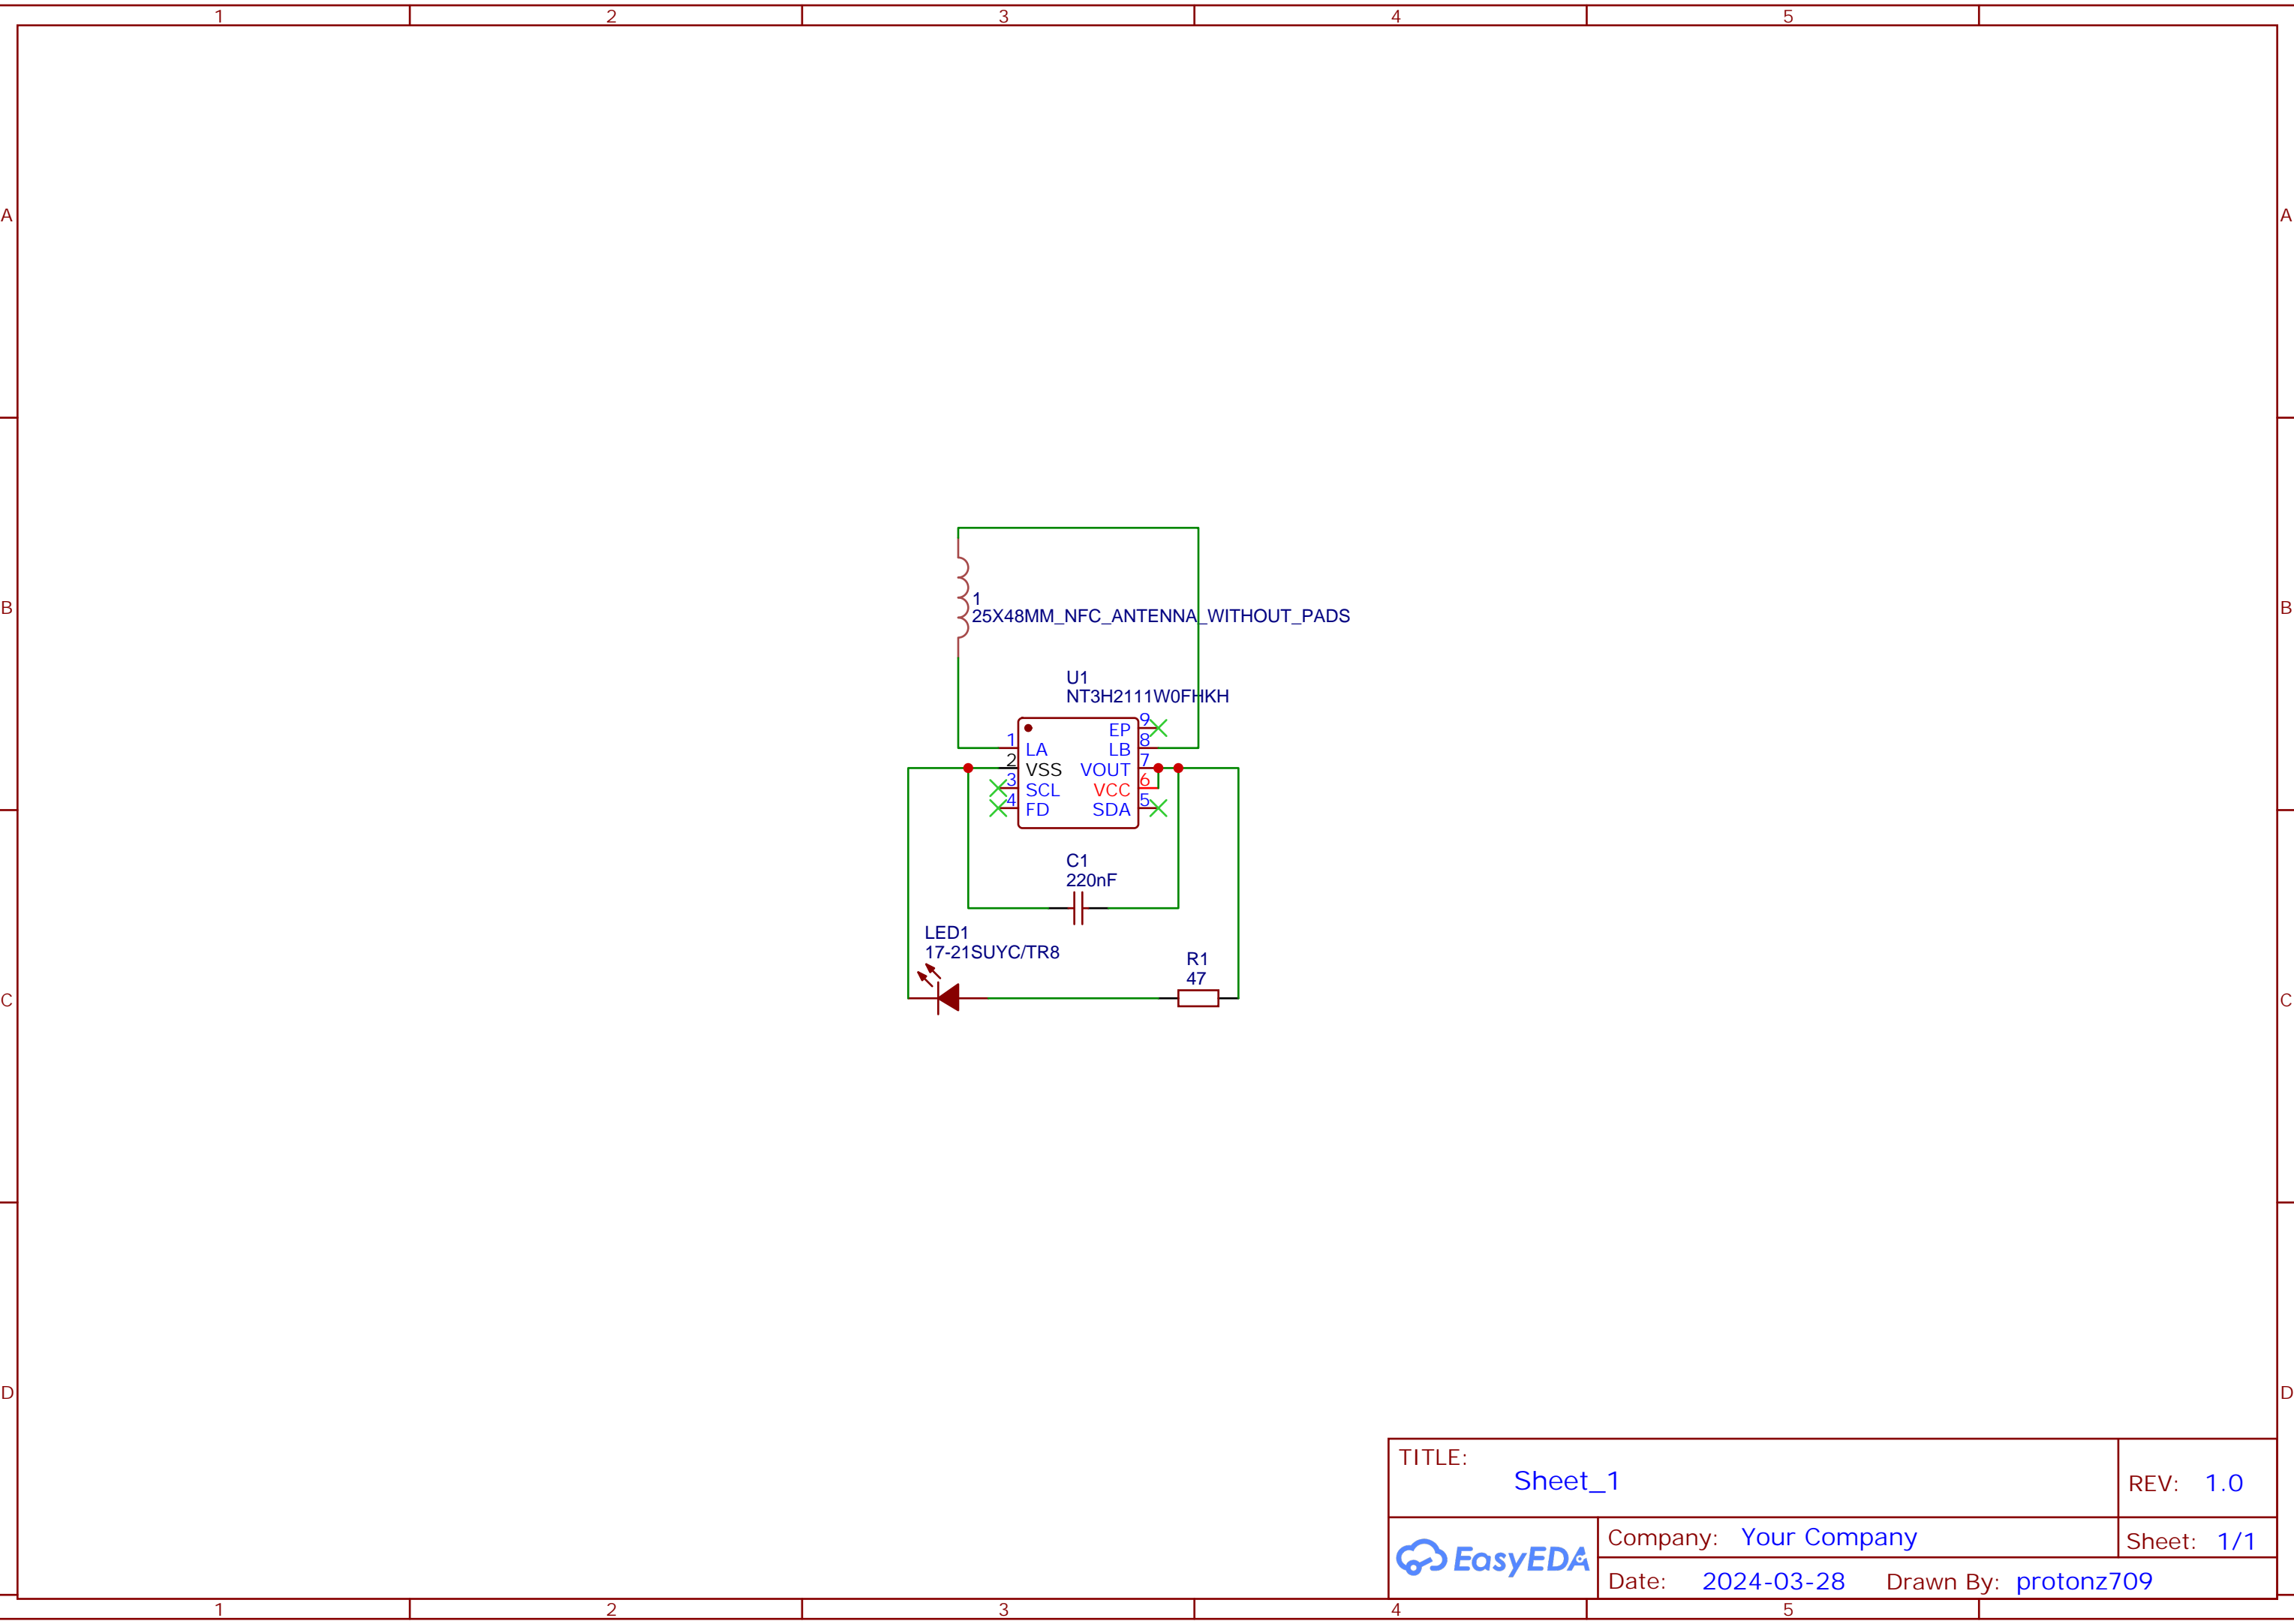 1 2 3 4 5
A A
B B
C C
D D
1
25X48MM_NFC_ANTENNA_WITHOUT_PADS
U1
NT3H2111W0FHKH
EP 9
1 LA LB 8
2 VSS VOUT 7
3 SCL VCC 6
4 FD SDA 5
C1
220nF
LED1
17-21SUYC/TR8
R1
47
TITLE:
Sheet_1
REV: 1.0
EasyEDA
Company: Your Company
Sheet: 1/1
Date: 2024-03-28 Drawn By: protonz709
1 2 3 4 5